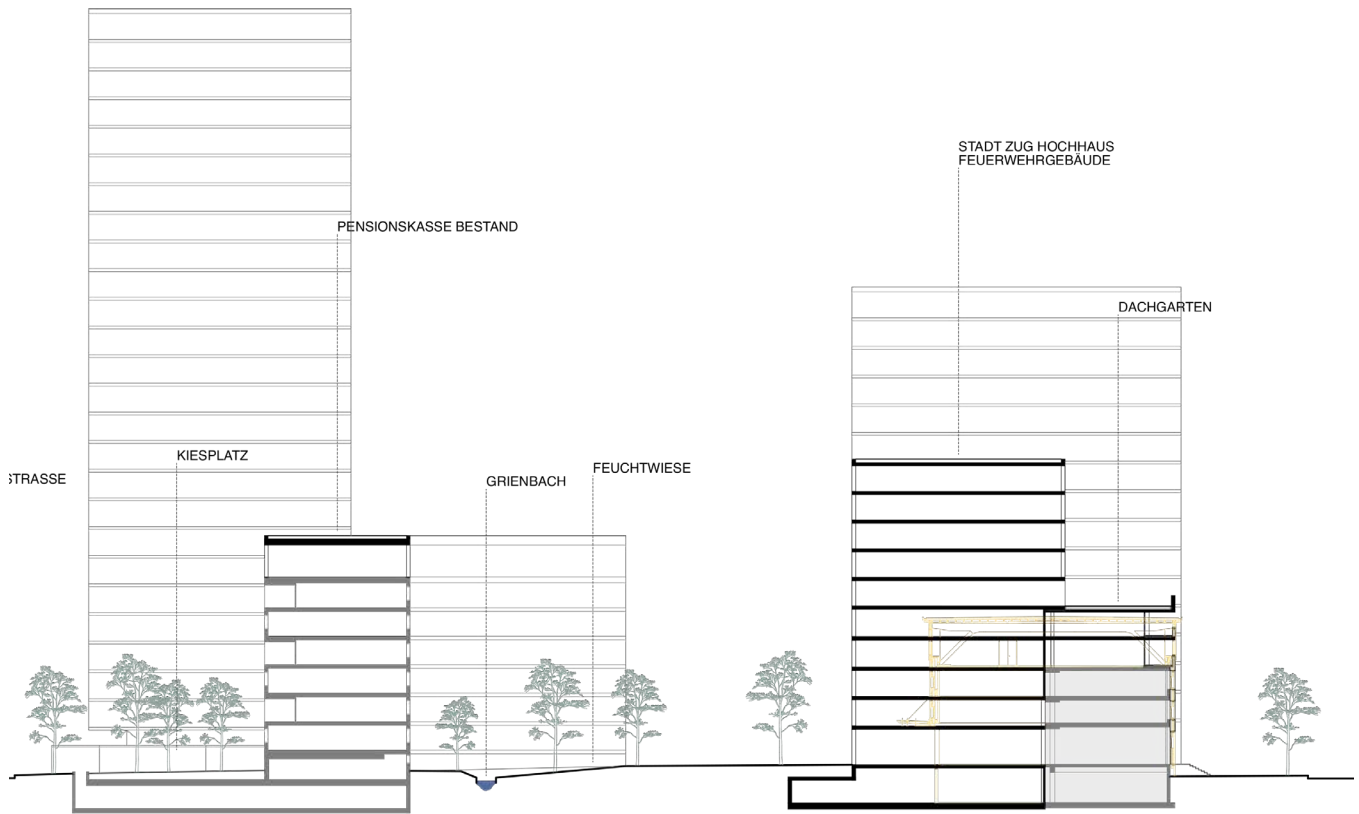 STADT ZUG HOCHHAUS
FEUERWEHRGEBÄUDE
PENSIONSKASSE BESTAND
DACHGARTEN
KIESPLATZ
STRASSE
GRIENBACH
FEUCHTWIESE